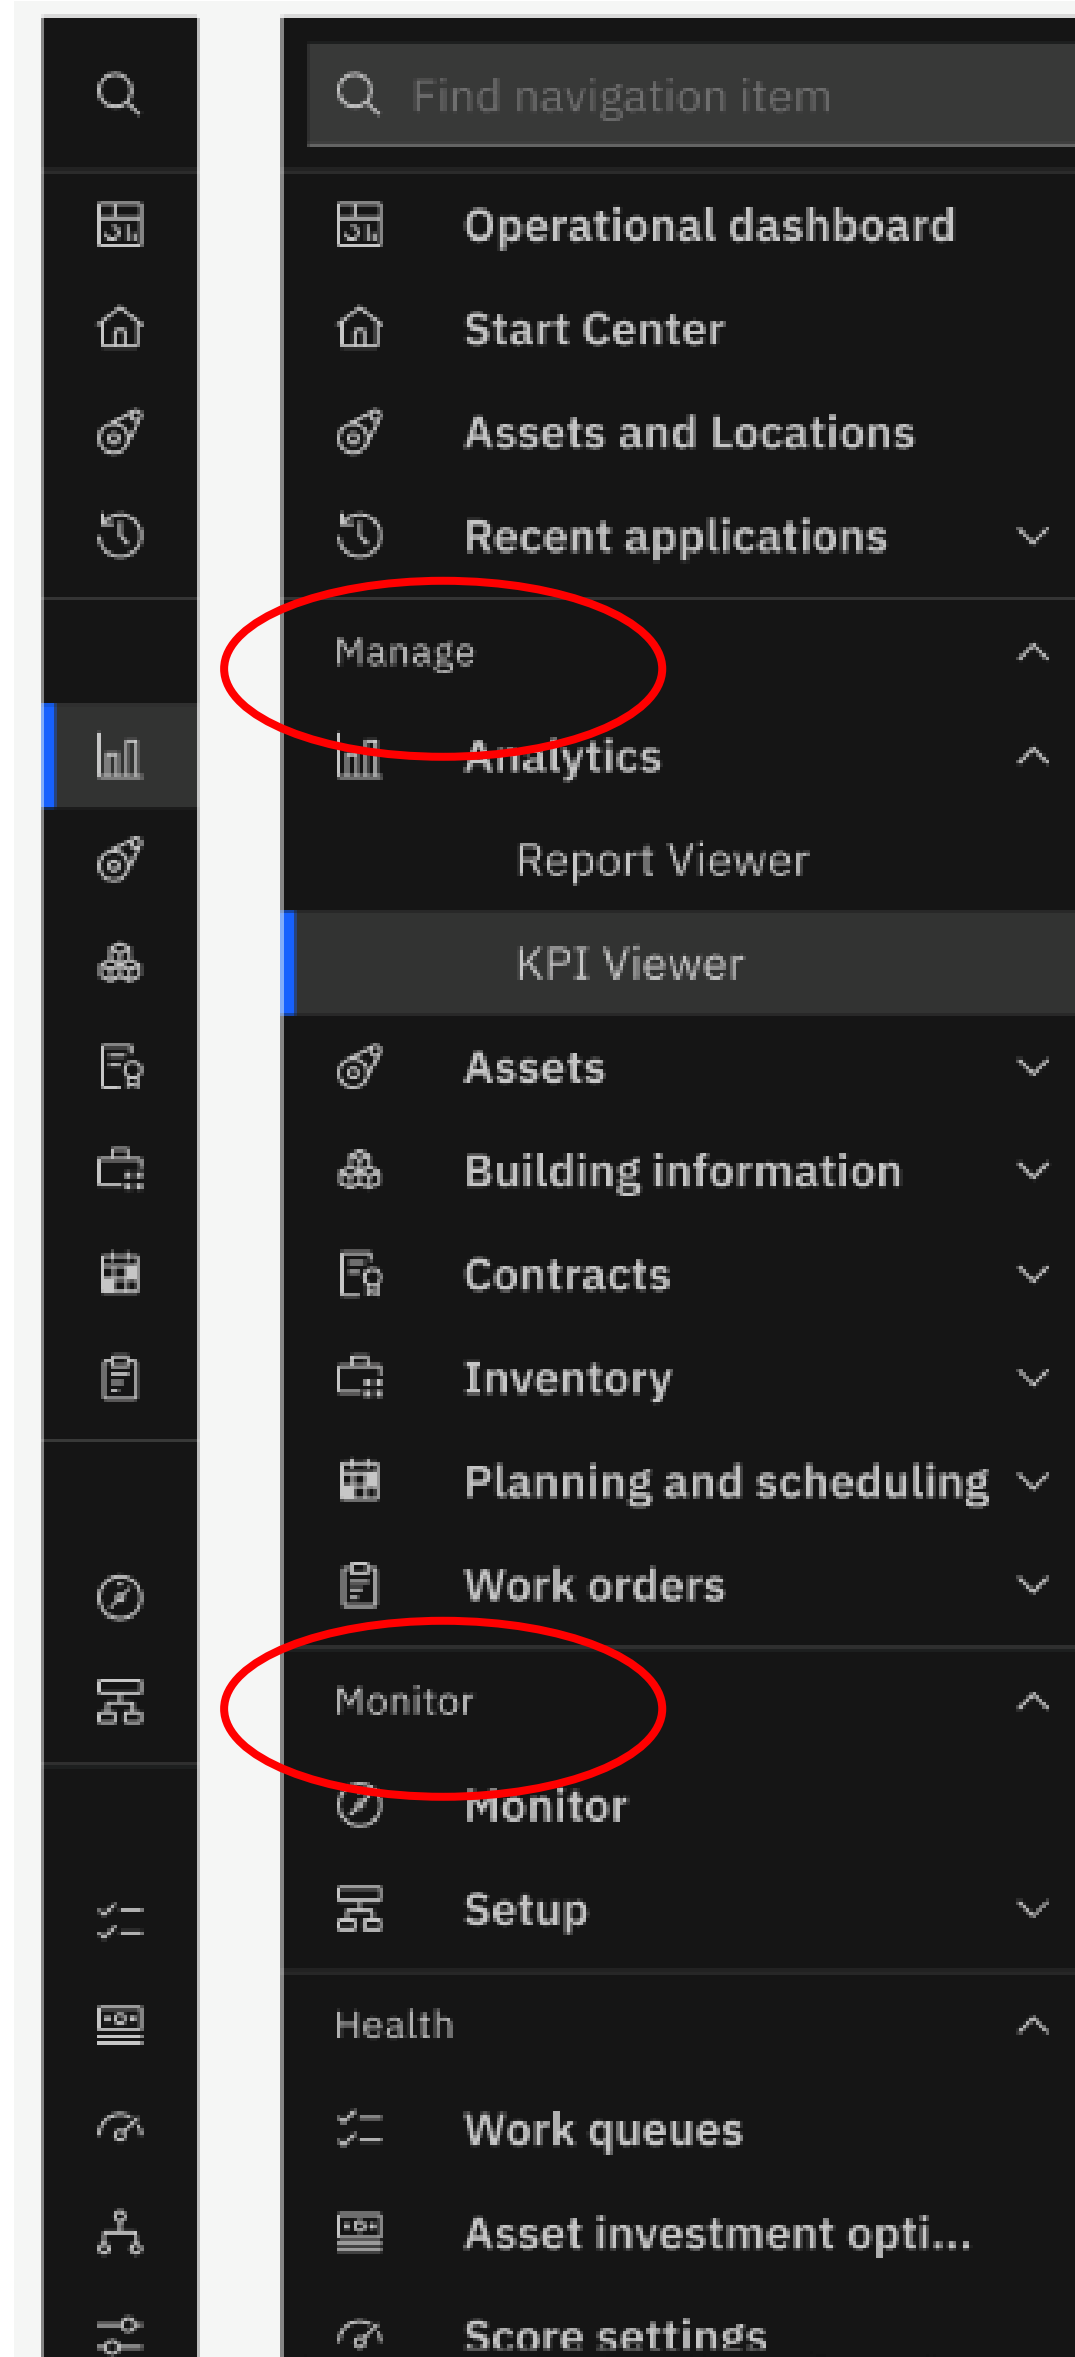 Find navigation item
Operational dashboard
Start Center
Assets and Locations
Recent applications
Manage
Analytics
Report Viewer
KPI Viewer
Assets
Building information
Contracts
Inventory
Planning and scheduling
Work orders
Monitor
Monitor
Setup
Health
Work queues
Asset investment opti...
Score settings